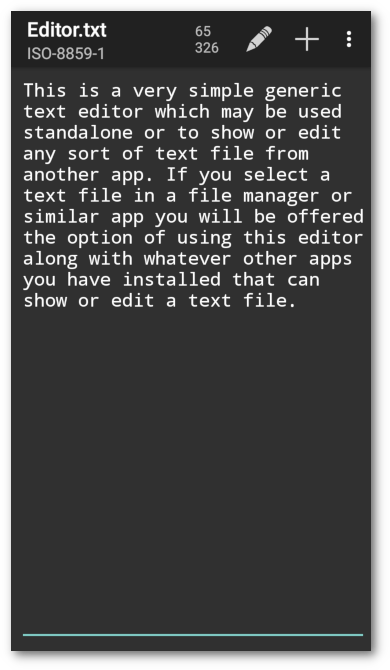 Editor.txt
65
ISO-8859-1
326
This is a very simple generic
text editor which may be used
standalone or to show or edit
any sort of text file from
another app. If you select a
text file in a file manager or
similar app you will be offered
the option of using this editor
along with whatever other apps
you have installed that can
show or edit a text file.